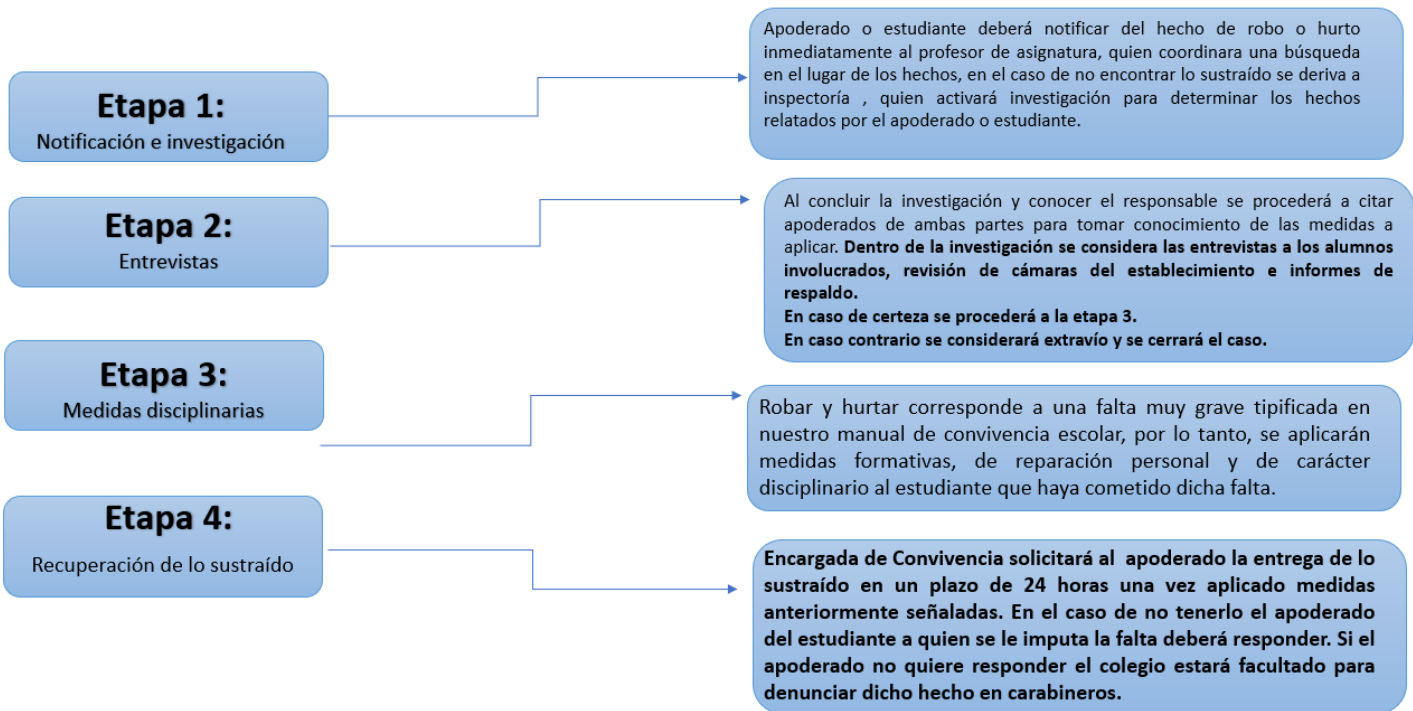 Etapa 1:
Notificación e investigación
Apoderado o estudiante deberá notificar del hecho de robo o hurto
inmediatamente al profesor de asignatura, quien coordinara una búsqueda
en el lugar de los hechos, en el caso de no encontrar lo sustraído se deriva a
inspectoría , quien activará investigación para determinar los hechos
relatados por el apoderado o estudiante.
Etapa 2:
Entrevistas
Al concluir la investigación y conocer el responsable se procederá a citar
apoderados de ambas partes para tomar conocimiento de las medidas a
aplicar. Dentro de la investigación se considera las entrevistas a los alumnos
involucrados, revisión de cámaras del establecimiento e informes de
respaldo.
En caso de certeza se procederá a la etapa 3.
En caso contrario se considerará extravío y se cerrará el caso.
Etapa 3:
Medidas disciplinarias
Robar y hurtar corresponde a una falta muy grave tipificada en
nuestro manual de convivencia escolar, por lo tanto, se aplicarán
medidas formativas, de reparación personal y de carácter
disciplinario al estudiante que haya cometido dicha falta.
Etapa 4:
Recuperación de lo sustraído
Encargada de Convivencia solicitará al apoderado la entrega de lo
sustraído en un plazo de 24 horas una vez aplicado medidas
anteriormente señaladas. En el caso de no tenerlo el apoderado
del estudiante a quien se le imputa la falta deberá responder. Si el
apoderado no quiere responder el colegio estará facultado para
denunciar dicho hecho en carabineros.